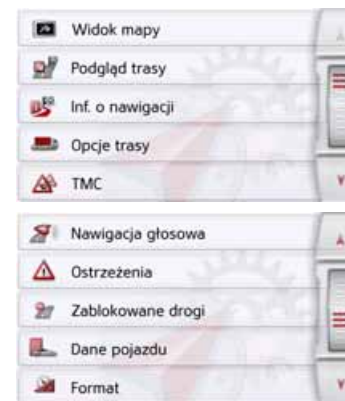 Widok mapy
Podgląd trasy
Inf. o nawigacji
Opcje trasy
TMC
Nawigacja głosowa
Ostrzeżenia
Zablokowane drogi
Dane pojazdu
Format